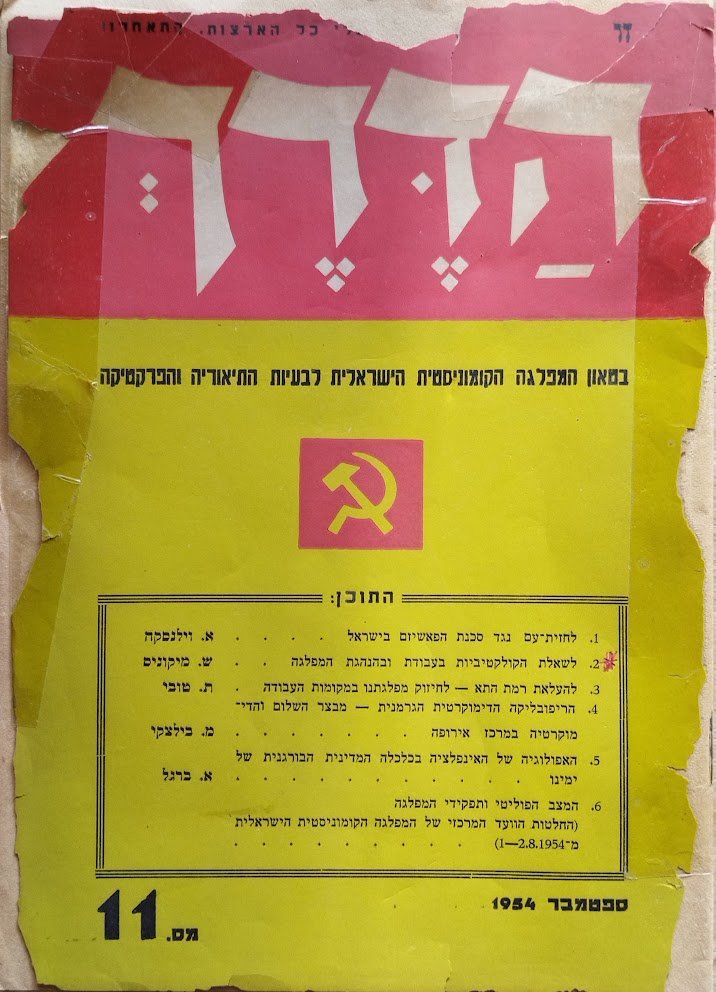 כל הארצות, התאחדו!
הַדָּרֶךְ
בטאון המפלגה הקומוניסטית הישראלית לבעיות התיאוריה והפרקטיקה
התוכן:
1. לחזית־עם נגד סכנת הפאשיזם בישראל . . . . א. וילנסקה
2. לשאלת הקולקטיביות בעבודת ובהנהגת המפלגה . . ש. מיקוניס
3. להעלאת רמת התא — לחיזוק מפלגתנו במקומות העבודה . ת. טובי
4. הריפובליקה הדימוקרטית הגרמנית — מבצר השלום והדי־
מוקרטיה במרכז אירופה . . . . . . . מ. בילצקי
5. האפולוגיה של האינפלציה בכלכלה המדינית הבורגנית של
ימינו . . . . . . . . . . . א. ברגל
6. המצב הפוליטי ותפקידי המפלגה
(החלטות הוועד המרכזי של המפלגה הקומוניסטית הישראלית
מ־1—2.8.1954) . . . . . . . .
ספטמבר 1954
מס. 11